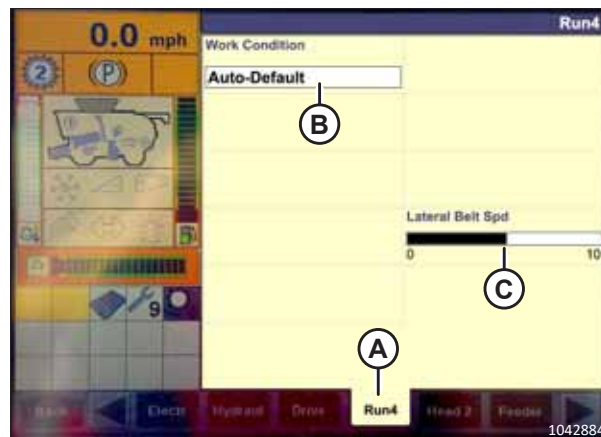 Run4
0.0 mph
Work Condition
2
(P)
Auto-Default
B
Lateral Belt Spd
0 10
C
9
A
Back Electr Hydraul Drive Run4 Head 2 Feeder
1042884